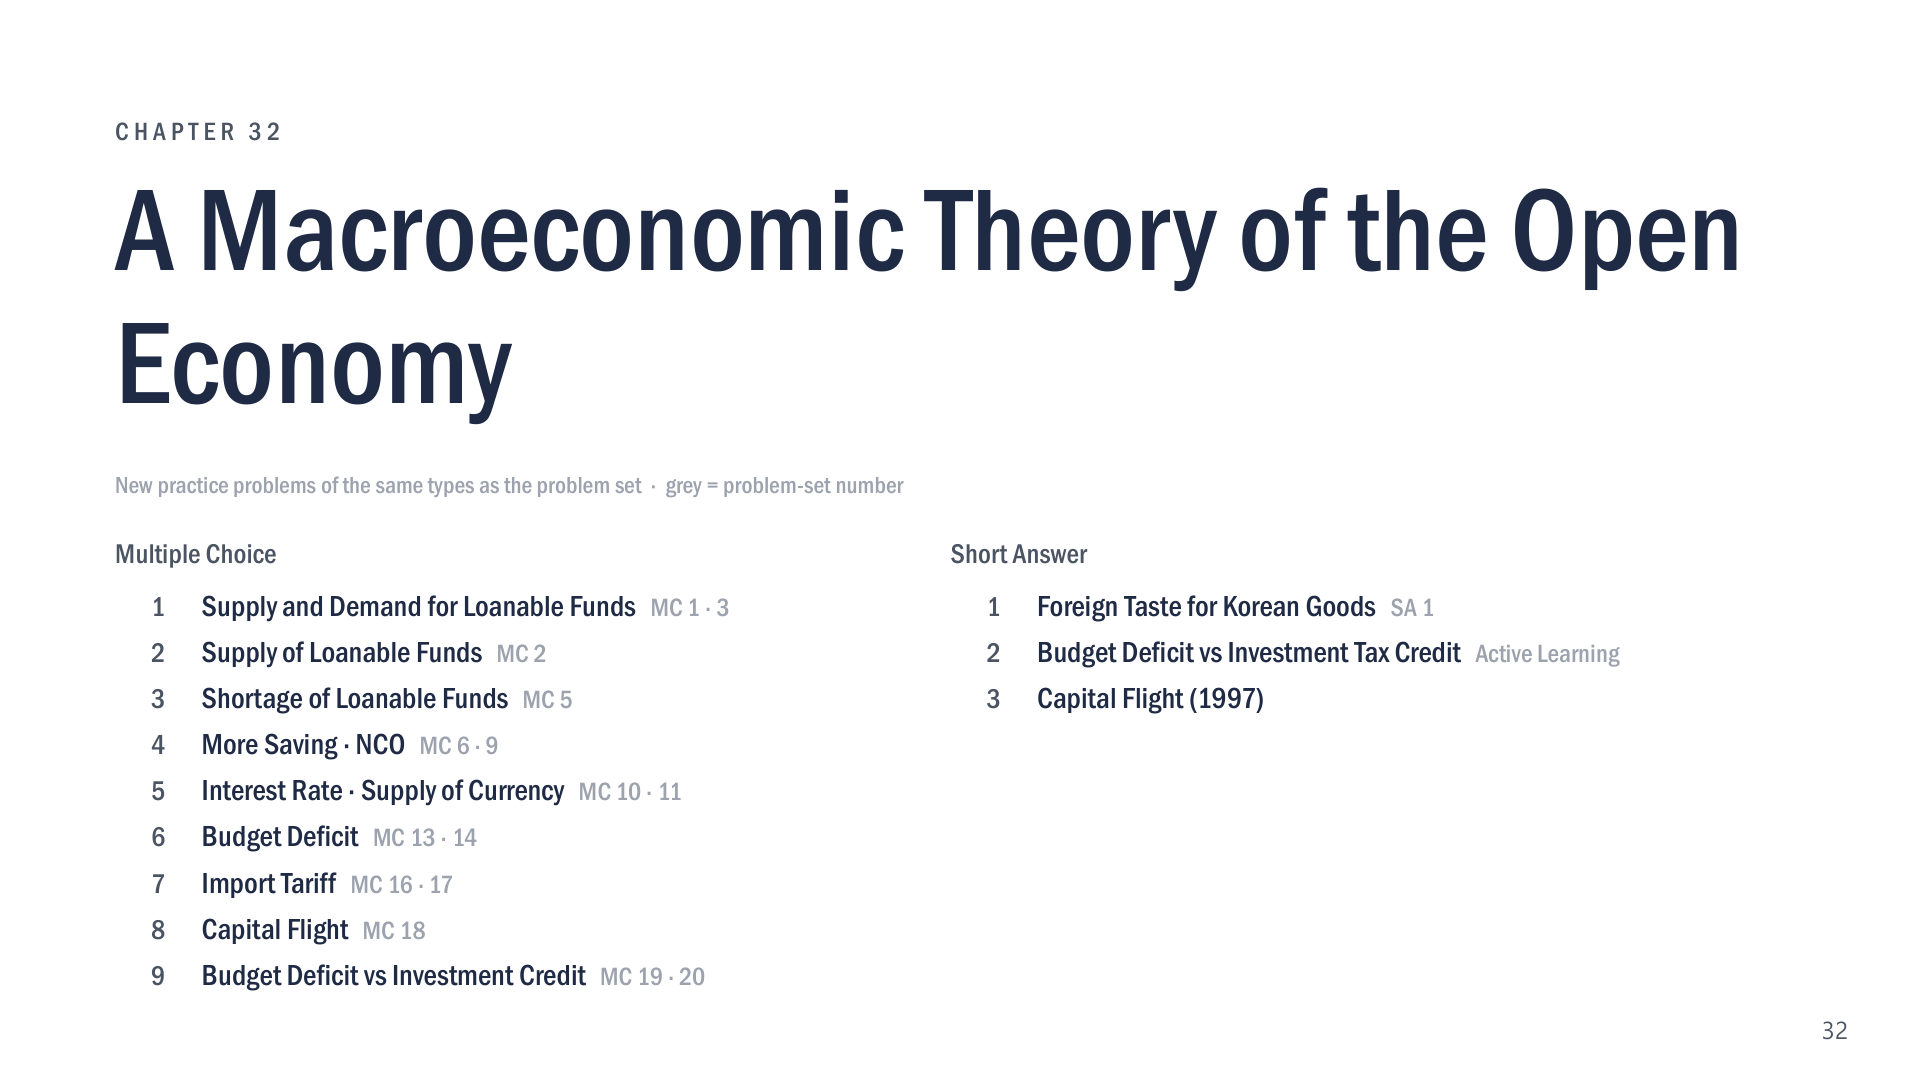 CHAPTER 32
A Macroeconomic Theory of the Open
Economy
New practice problems of the same types as the problem set · grey = problem-set number
Multiple Choice
1 Supply and Demand for Loanable Funds MC 1 · 3
2 Supply of Loanable Funds MC 2
3 Shortage of Loanable Funds MC 5
4 More Saving · NCO MC 6 · 9
5 Interest Rate · Supply of Currency MC 10 · 11
6 Budget Deficit MC 13 · 14
7 Import Tariff MC 16 · 17
8 Capital Flight MC 18
9 Budget Deficit vs Investment Credit MC 19 · 20
Short Answer
1 Foreign Taste for Korean Goods SA 1
2 Budget Deficit vs Investment Tax Credit Active Learning
3 Capital Flight (1997)
32